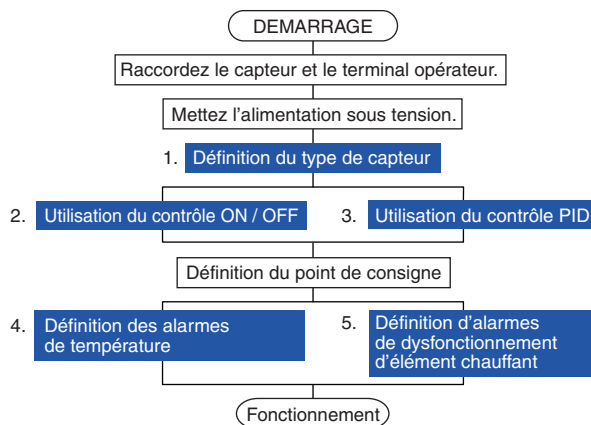 DEMARRAGE
Raccordez le capteur et le terminal opérateur.
Mettez l'alimentation sous tension.
1. Définition du type de capteur
2. Utilisation du contrôle ON / OFF
3. Utilisation du contrôle PID
Définition du point de consigne
4. Définition des alarmes
de température
5. Définition d'alarmes
de dysfonctionnement
d'élément chauffant
Fonctionnement